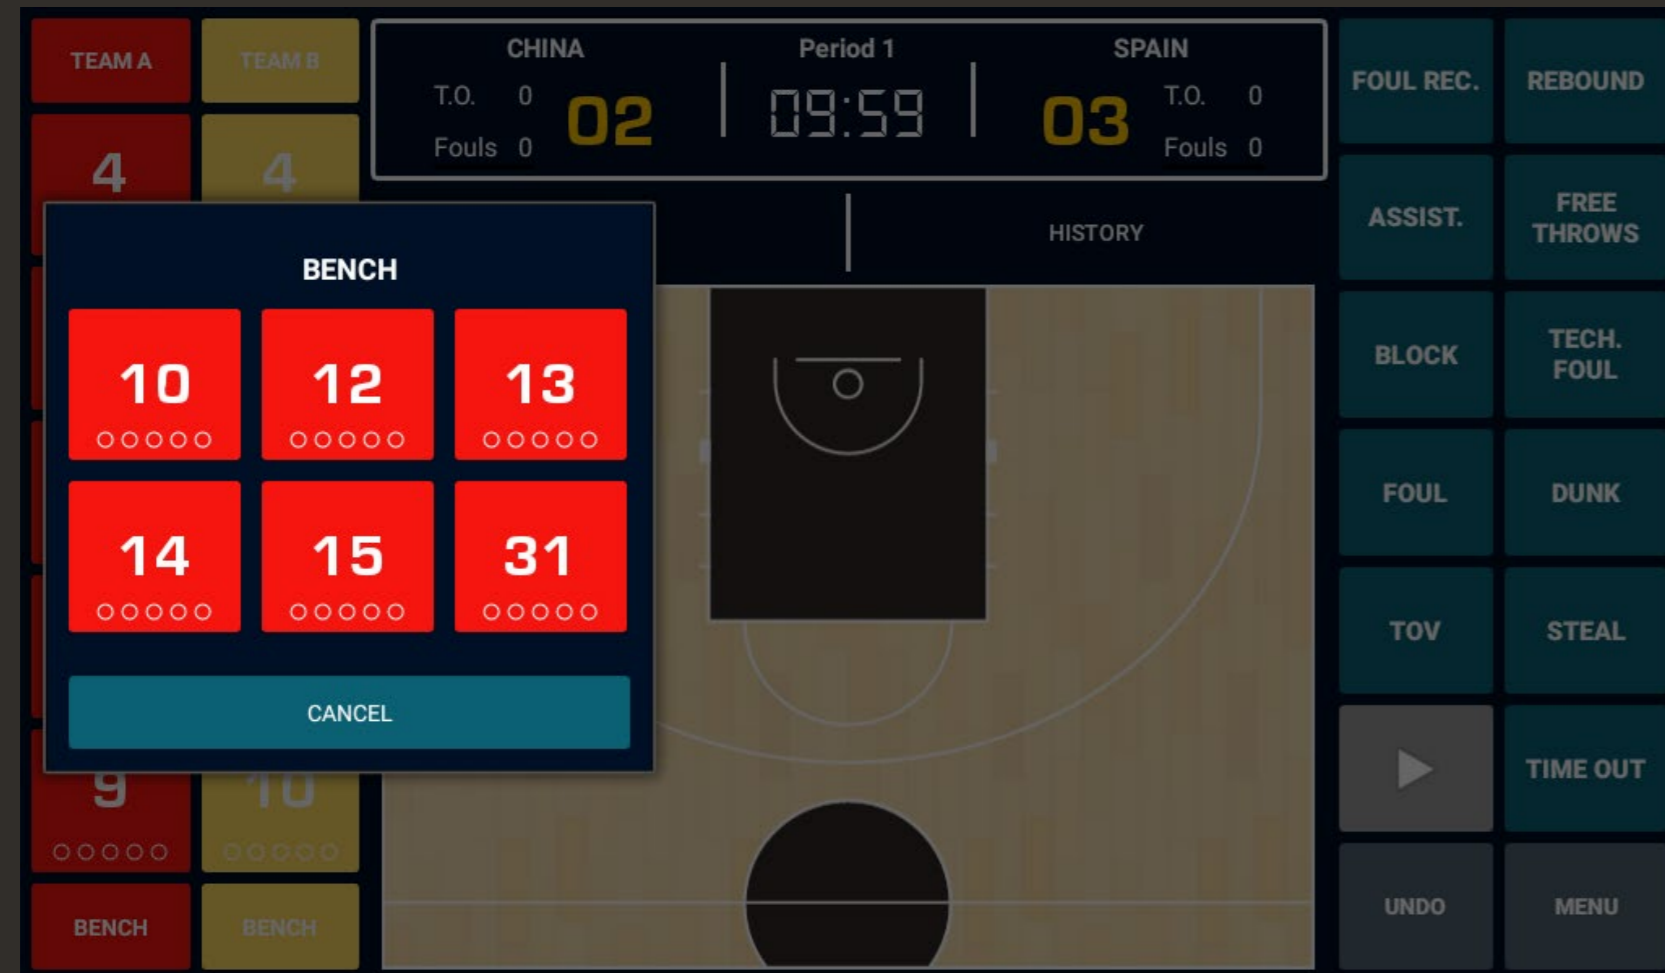 TEAM A
TEAM B
CHINA
Period 1
SPAIN
T.O. 0
02
09:59
03
T.O. 0
Fouls 0
Fouls 0
FOUL REC.
REBOUND
4
4
HISTORY
ASSIST.
FREE
THROWS
BENCH
10
12
13
14
15
31
CANCEL
BLOCK
TECH.
FOUL
FOUL
DUNK
TOV
STEAL
9
10
TIME OUT
BENCH
BENCH
UNDO
MENU